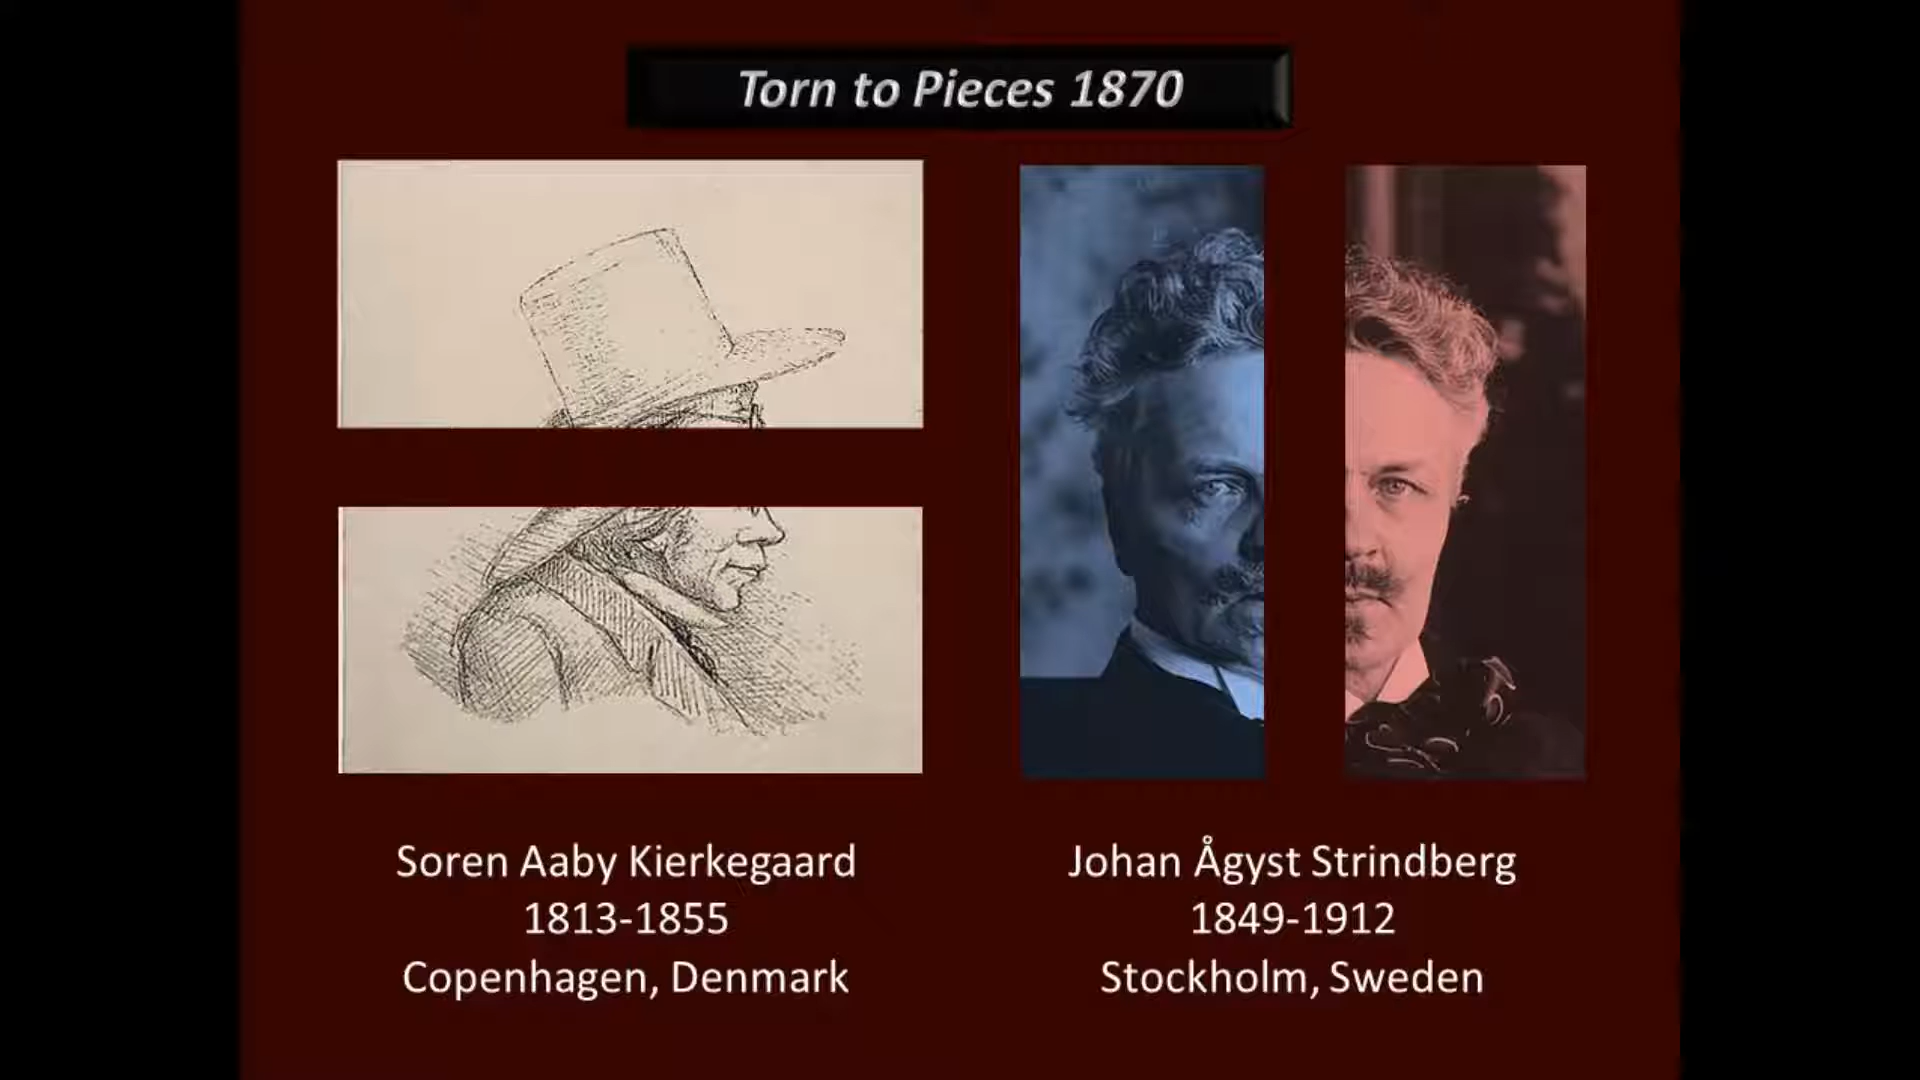 Torn to Pieces 1870
Soren Aaby Kierkegaard
1813-1855
Copenhagen, Denmark
Johan Ågyst Strindberg
1849-1912
Stockholm, Sweden